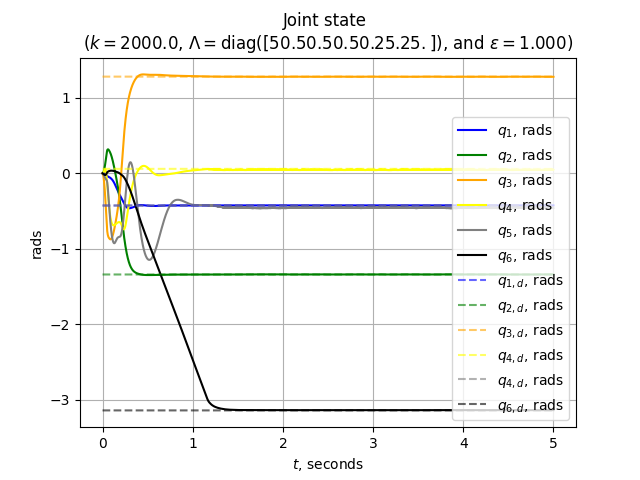 Joint state
(k = 2000.0, Λ = diag([50.50.50.50.25.25. ]), and ε = 1.000)
1
0
−1
−2
−3
rads
q₁, rads
q₂, rads
q₃, rads
q₄, rads
q₅, rads
q₆, rads
q₁,d, rads
q₂,d, rads
q₃,d, rads
q₄,d, rads
q₄,d, rads
q₆,d, rads
0 1 2 3 4 5
t, seconds